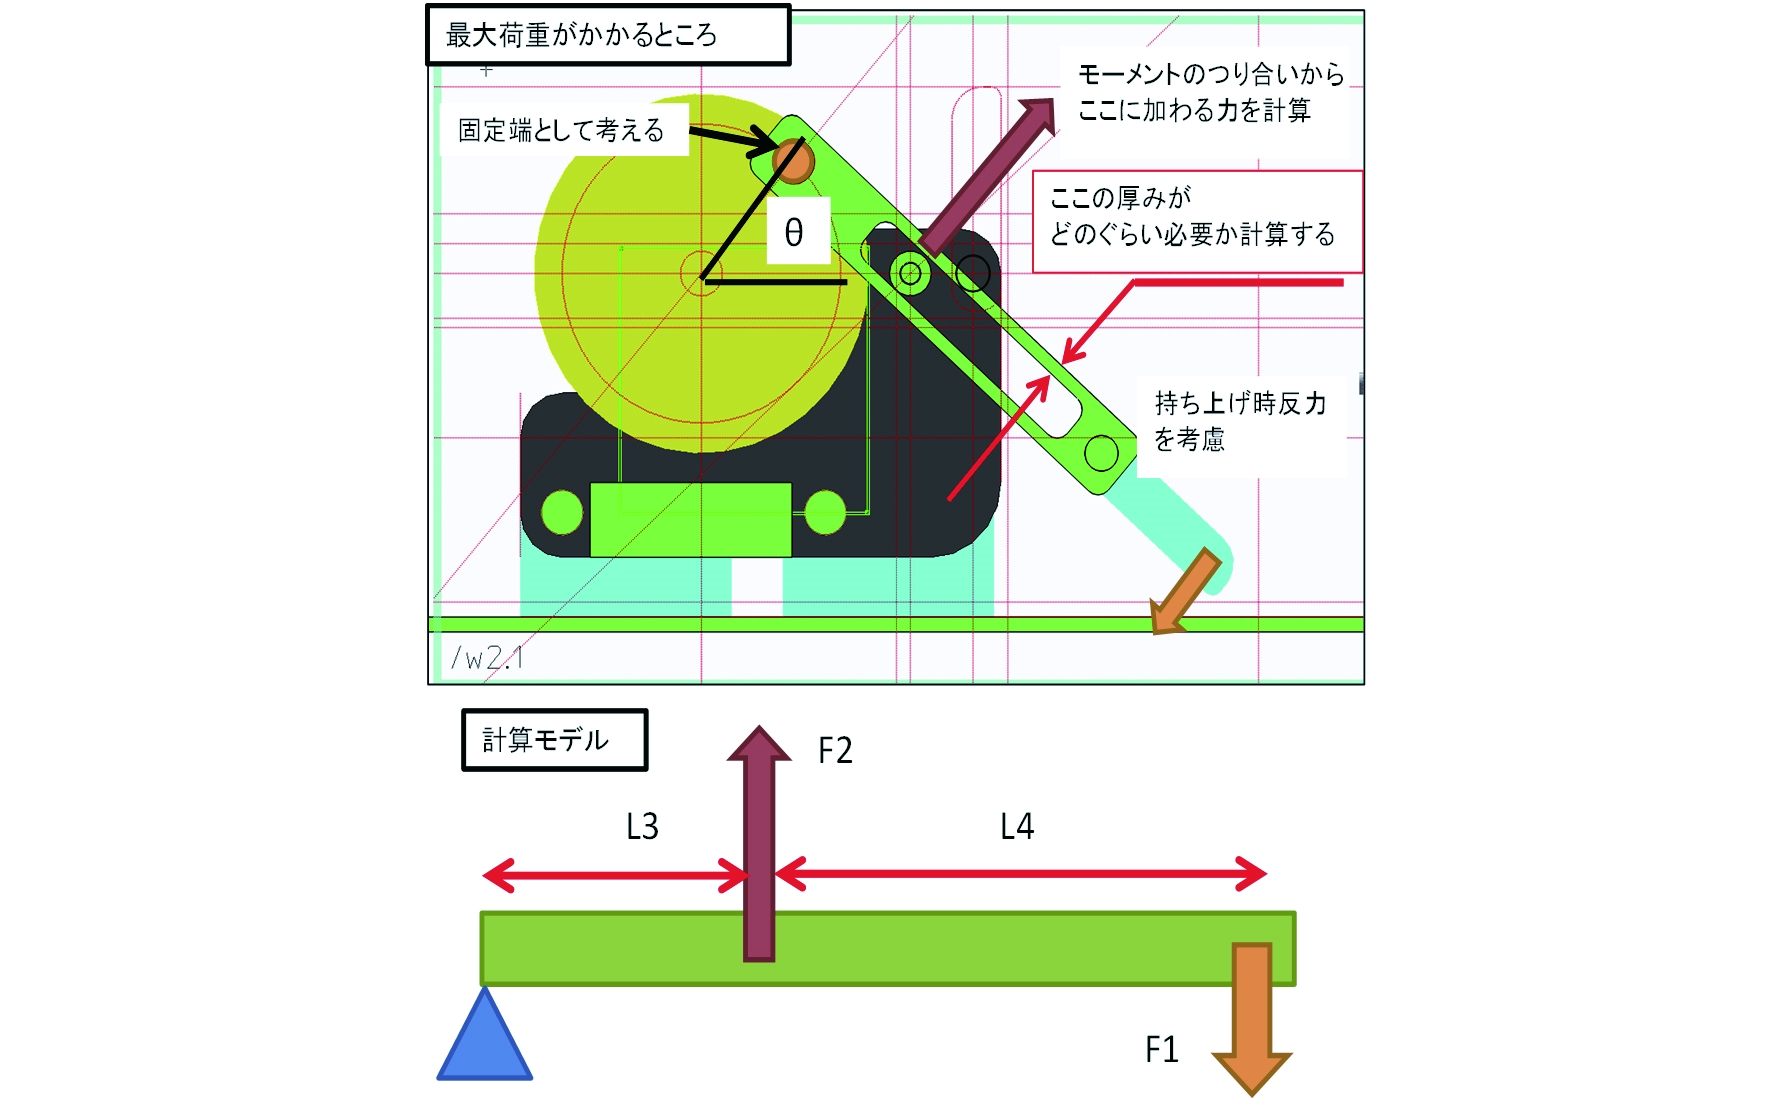 最大荷重がかかるところ
モーメントのつり合いから
ここに加わる力を計算
固定端として考える
ここの厚みが
どのぐらい必要か計算する
θ
持ち上げ時反力
を考慮
/w2.1
計算モデル
F2
L3
L4
F1